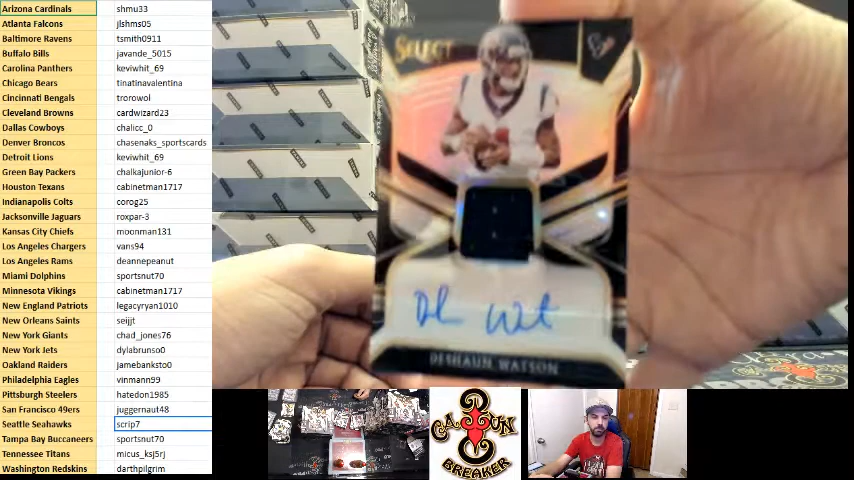 Arizona Cardinals shmu33
Atlanta Falcons jlshms05
Baltimore Ravens tsmith0911
Buffalo Bills javande_5015
Carolina Panthers keviwhit_69
Chicago Bears tinatinavalentina
Cincinnati Bengals trorowol
Cleveland Browns cardwizard23
Dallas Cowboys chalicc_0
Denver Broncos chasenaks_sportscards
Detroit Lions keviwhit_69
Green Bay Packers chalkajunior-6
Houston Texans cabinetman1717
Indianapolis Colts corog25
Jacksonville Jaguars roxpar-3
Kansas City Chiefs moonman131
Los Angeles Chargers vans94
Los Angeles Rams deannepeanut
Miami Dolphins sportsnut70
Minnesota Vikings cabinetman1717
New England Patriots legacyryan1010
New Orleans Saints seijjt
New York Giants chad_jones76
New York Jets dylabruns0
Oakland Raiders jamebanksto0
Philadelphia Eagles vinmann99
Pittsburgh Steelers hatedon1985
San Francisco 49ers juggernaut48
Seattle Seahawks scrip7
Tampa Bay Buccaneers sportsnut70
Tennessee Titans micus_ksj5rj
Washington Redskins darthpilgrim
SELECT
DESHAUN WATSON
CAJUN
BREAKER